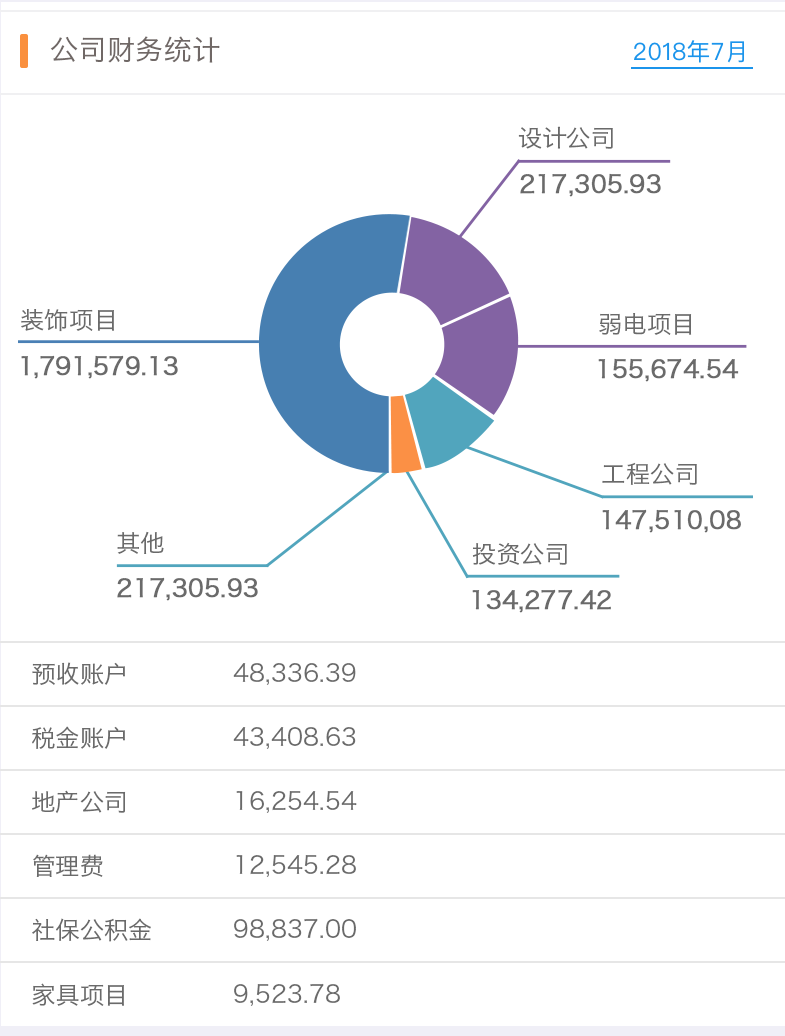 公司财务统计
2018年7月
设计公司
217,305.93
装饰项目
1,791,579.13
弱电项目
155,674.54
工程公司
147,510,08
其他
217,305.93
投资公司
134,277.42
预收账户 48,336.39
税金账户 43,408.63
地产公司 16,254.54
管理费 12,545.28
社保公积金 98,837.00
家具项目 9,523.78